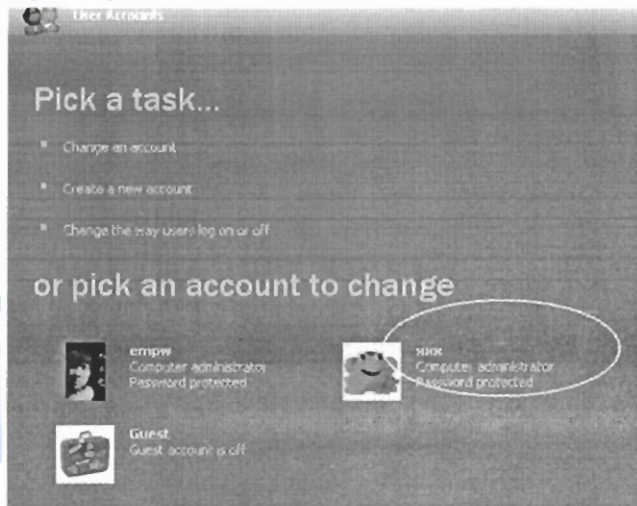 User Accounts
Pick a task...
Change an account
Create a new account
Change the way users log on or off
or pick an account to change
empw
Computer administrator
Password protected
xxx
Computer administrator
Password protected
Guest
Guest account is off